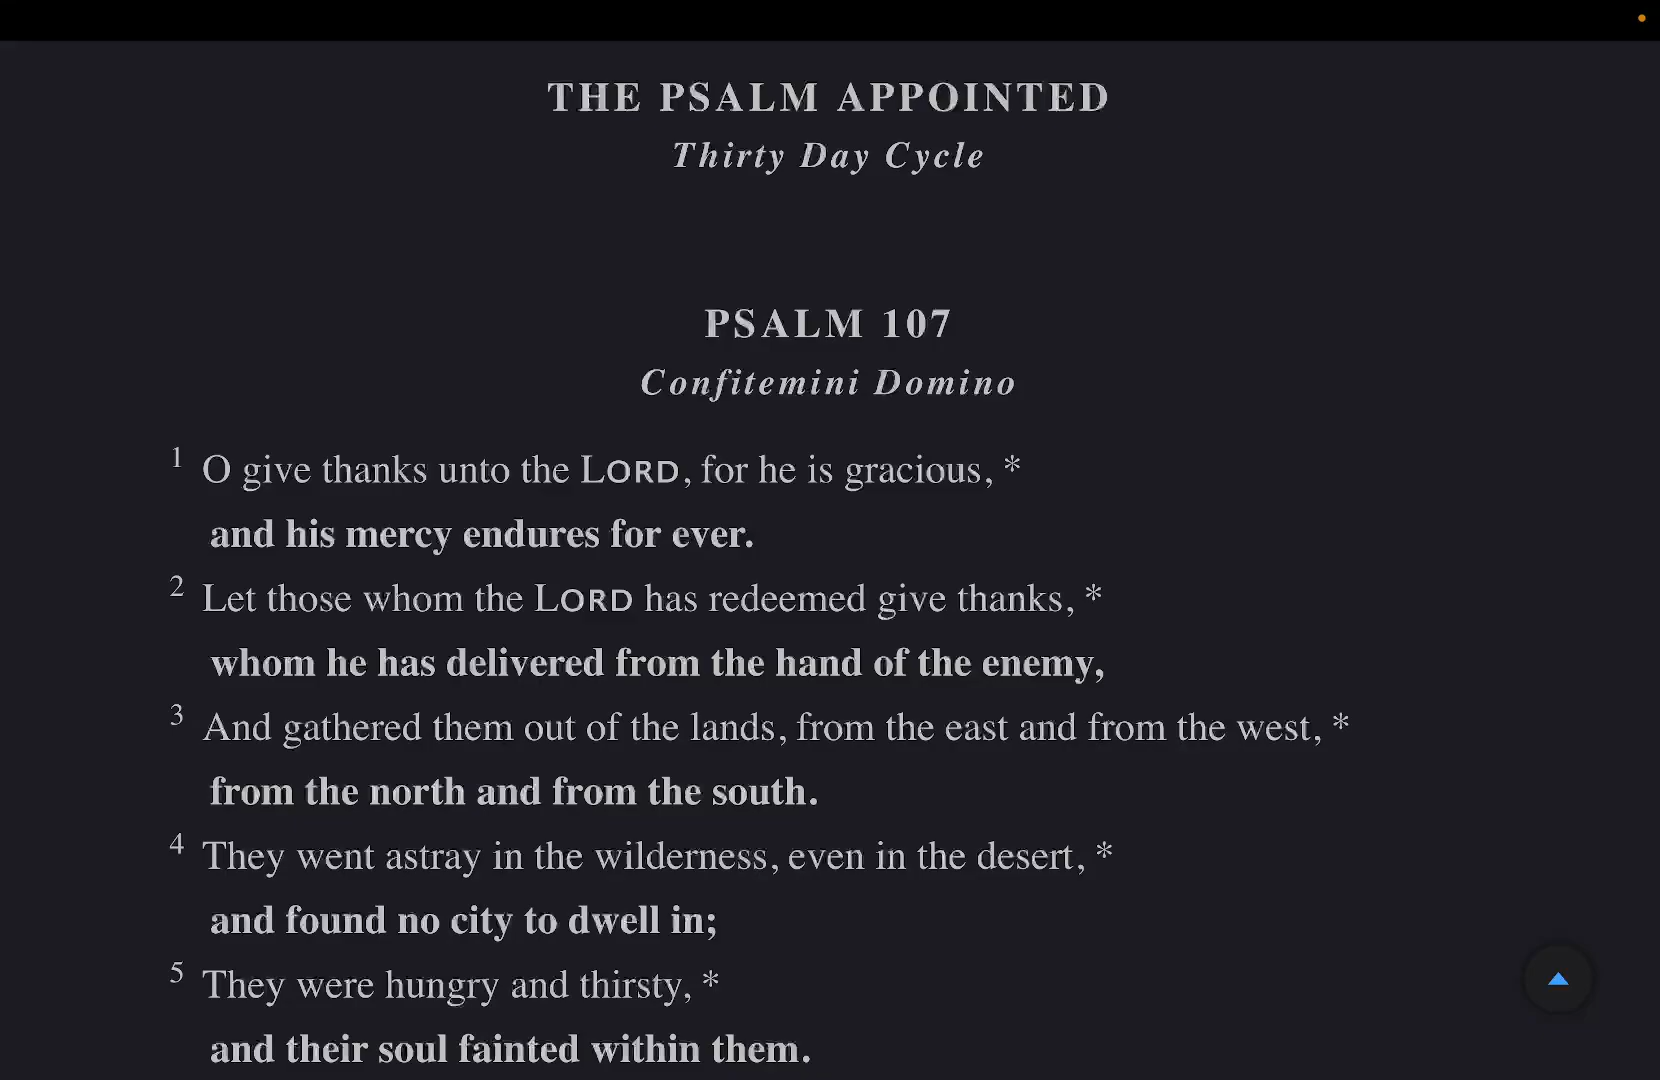 THE PSALM APPOINTED
Thirty Day Cycle
PSALM 107
Confitemini Domino
1 O give thanks unto the LORD, for he is gracious, *
and his mercy endures for ever.
2 Let those whom the LORD has redeemed give thanks, *
whom he has delivered from the hand of the enemy,
3 And gathered them out of the lands, from the east and from the west, *
from the north and from the south.
4 They went astray in the wilderness, even in the desert, *
and found no city to dwell in;
5 They were hungry and thirsty, *
and their soul fainted within them.